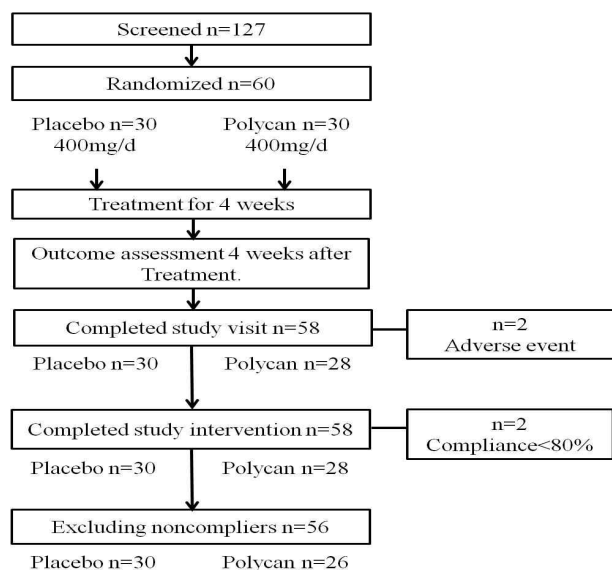 Screened n=127
Randomized n=60
Placebo n=30
400mg/d
Polycan n=30
400mg/d
Treatment for 4 weeks
Outcome assessment 4 weeks after
Treatment.
Completed study visit n=58
n=2
Adverse event
Placebo n=30
Polycan n=28
Completed study intervention n=58
n=2
Compliance<80%
Placebo n=30
Polycan n=28
Excluding noncompliers n=56
Placebo n=30
Polycan n=26